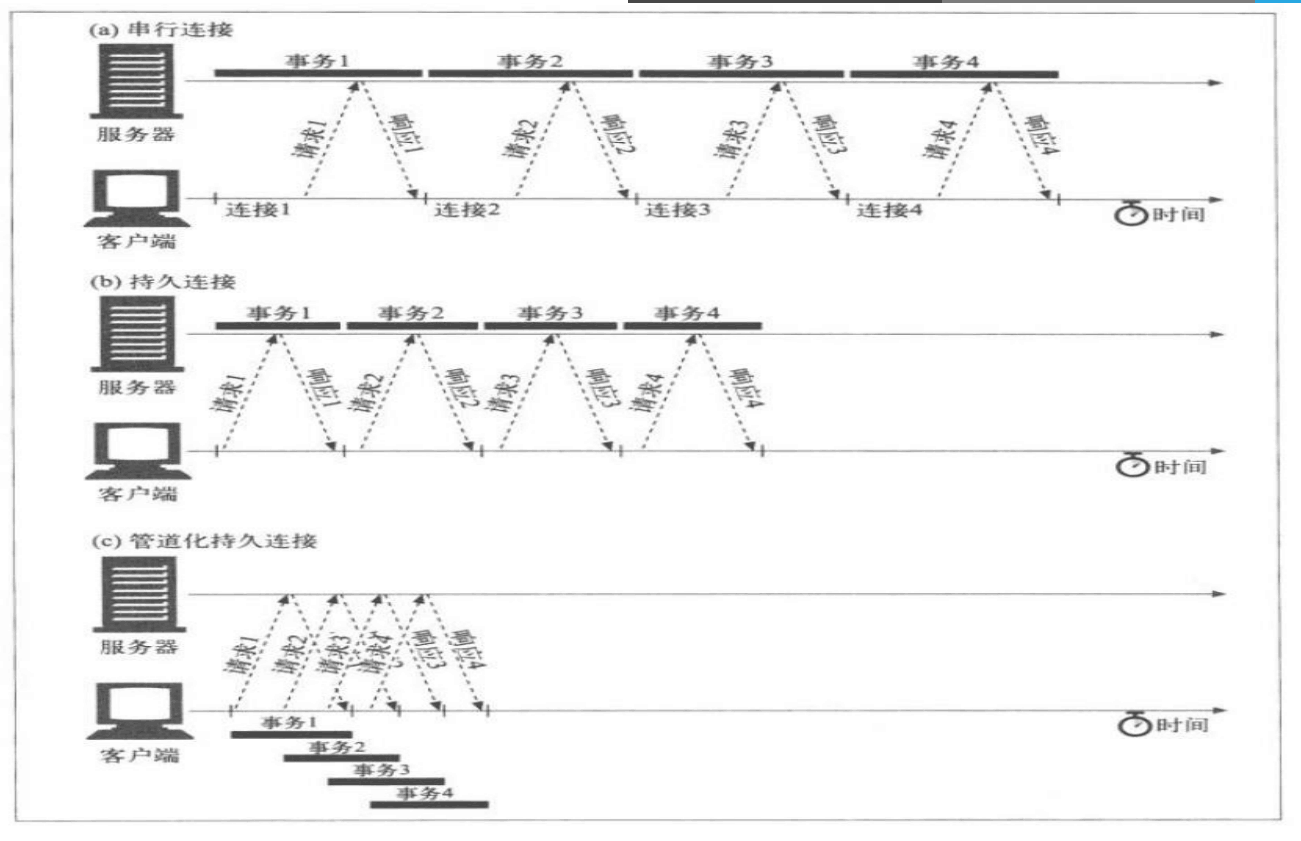 (a) 串行连接
事务1 事务2 事务3 事务4
服务器
请求1 响应1 请求2 响应2 请求3 响应3 请求4 响应4
连接1 连接2 连接3 连接4
时间
客户端
(b) 持久连接
事务1 事务2 事务3 事务4
服务器
请求1 响应1 请求2 响应2 请求3 响应3 请求4 响应4
时间
客户端
(c) 管道化持久连接
服务器
请求1 请求2 请求3 请求4 响应3 响应4
时间
客户端
事务1
事务2
事务3
事务4